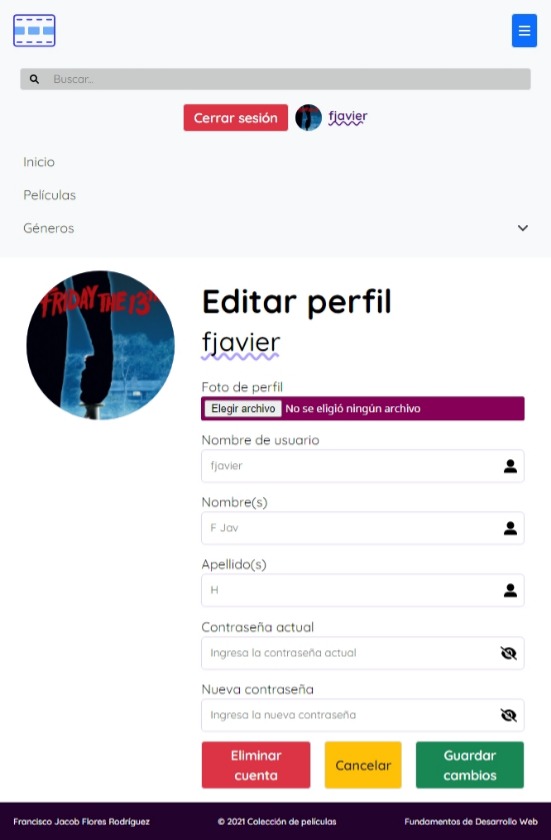 Buscar..
Cerrar sesión
fjavier
Inicio
Películas
Géneros
FRIDAY THE 13TH
Editar perfil
fjavier
Foto de perfil
Elegir archivo No se eligió ningún archivo
Nombre de usuario
fjavier
Nombre(s)
F Jav
Apellido(s)
H
Contraseña actual
Ingresa la contraseña actual
Nueva contraseña
Ingresa la nueva contraseña
Eliminar
cuenta
Cancelar
Guardar
cambios
Francisco Jacob Flores Rodríguez
© 2021 Colección de películas
Fundamentos de Desarrollo Web